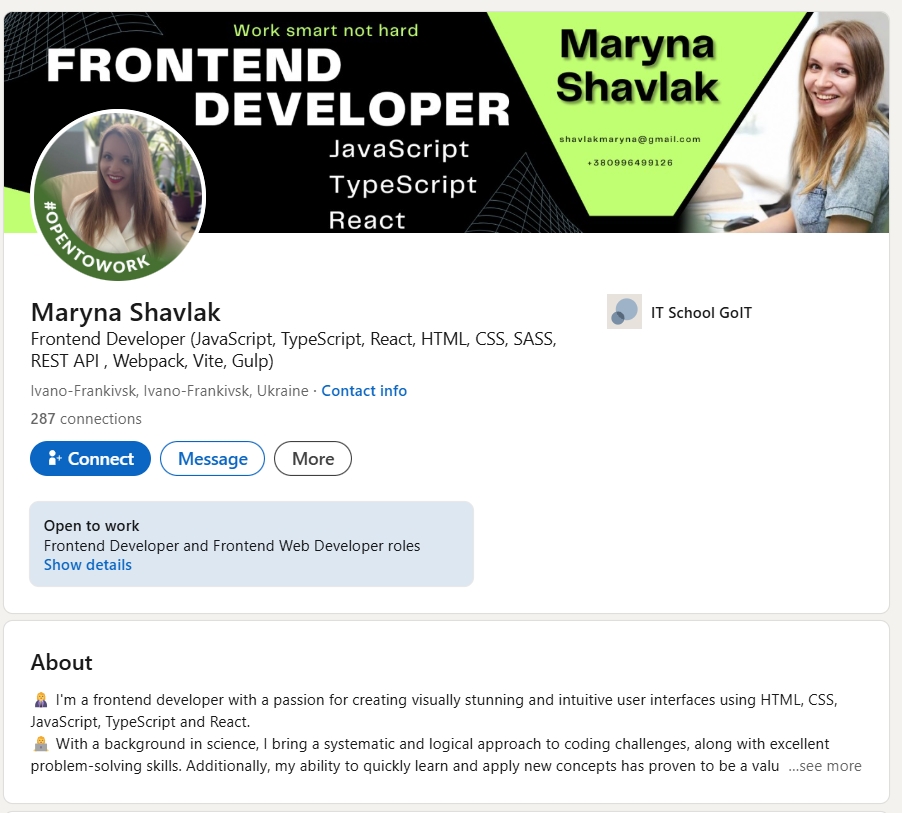 Work smart not hard
FRONTEND
DEVELOPER
JavaScript
TypeScript
React
Maryna
Shavlak
shavlakmaryna@gmail.com
+380996499126
#OPENTOWORK
Maryna Shavlak
IT School GoIT
Frontend Developer (JavaScript, TypeScript, React, HTML, CSS, SASS,
REST API , Webpack, Vite, Gulp)
Ivano-Frankivsk, Ivano-Frankivsk, Ukraine · Contact info
287 connections
Connect Message More
Open to work
Frontend Developer and Frontend Web Developer roles
Show details
About
👩‍💼 I'm a frontend developer with a passion for creating visually stunning and intuitive user interfaces using HTML, CSS,
JavaScript, TypeScript and React.
👩‍💻 With a background in science, I bring a systematic and logical approach to coding challenges, along with excellent
problem-solving skills. Additionally, my ability to quickly learn and apply new concepts has proven to be a valu ...see more